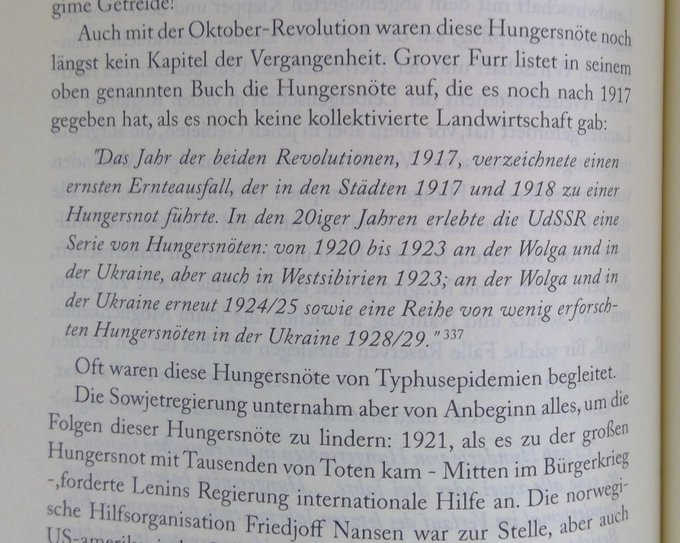 gime Getreide!
Auch mit der Oktober-Revolution waren diese Hungersnöte noch
längst kein Kapitel der Vergangenheit. Grover Furr listet in seinem
oben genannten Buch die Hungersnöte auf, die es noch nach 1917
gegeben hat, als es noch keine kollektivierte Landwirtschaft gab:
"Das Jahr der beiden Revolutionen, 1917, verzeichnete einen
ernsten Ernteausfall, der in den Städten 1917 und 1918 zu einer
Hungersnot führte. In den 20iger Jahren erlebte die UdSSR eine
Serie von Hungersnöten: von 1920 bis 1923 an der Wolga und in
der Ukraine, aber auch in Westsibirien 1923; an der Wolga und in
der Ukraine erneut 1924/25 sowie eine Reihe von wenig erforsch-
ten Hungersnöten in der Ukraine 1928/29." 337
Oft waren diese Hungersnöte von Typhusepidemien begleitet.
Die Sowjetregierung unternahm aber von Anbeginn alles, um die
Folgen dieser Hungersnöte zu lindern: 1921, als es zu der großen
Hungersnot mit Tausenden von Toten kam - Mitten im Bürgerkrieg
-,forderte Lenins Regierung internationale Hilfe an. Die norwegi-
sche Hilfsorganisation Friedjoff Nansen war zur Stelle, aber auch